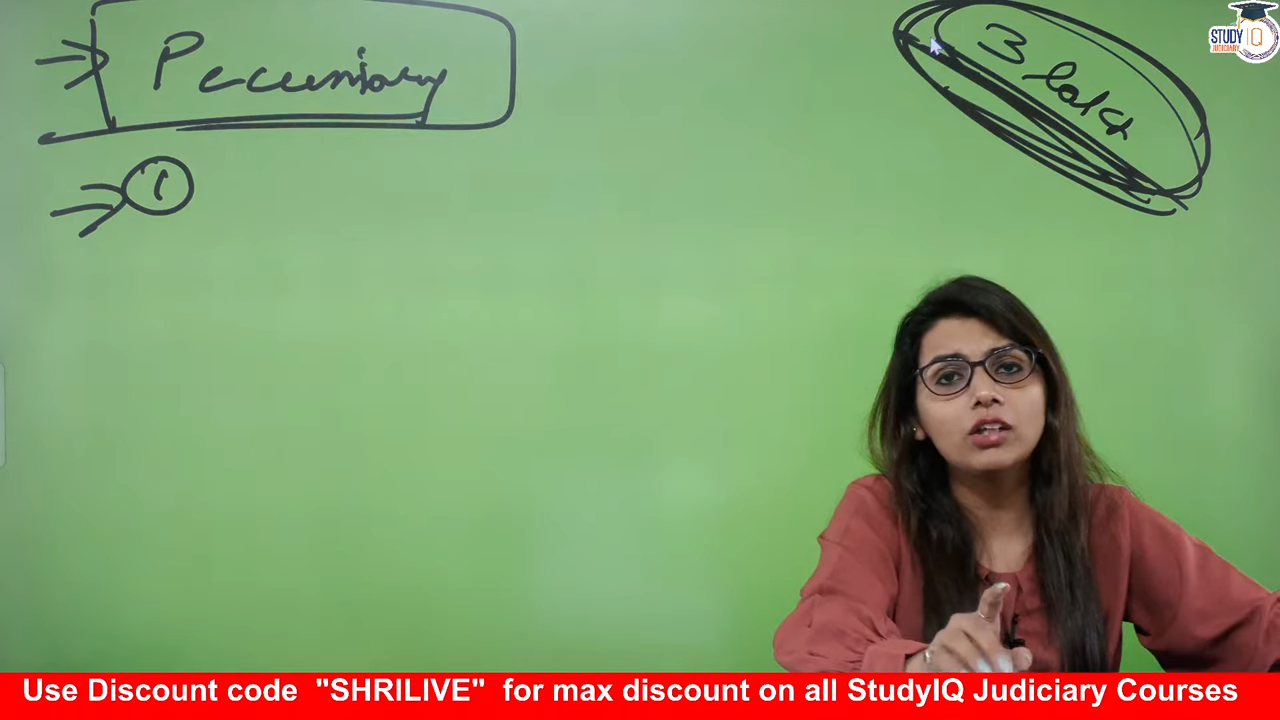 Pecuniary
3 lakh
1
STUDY IQ
JUDICIARY
Use Discount code "SHRILIVE" for max discount on all StudyIQ Judiciary Courses